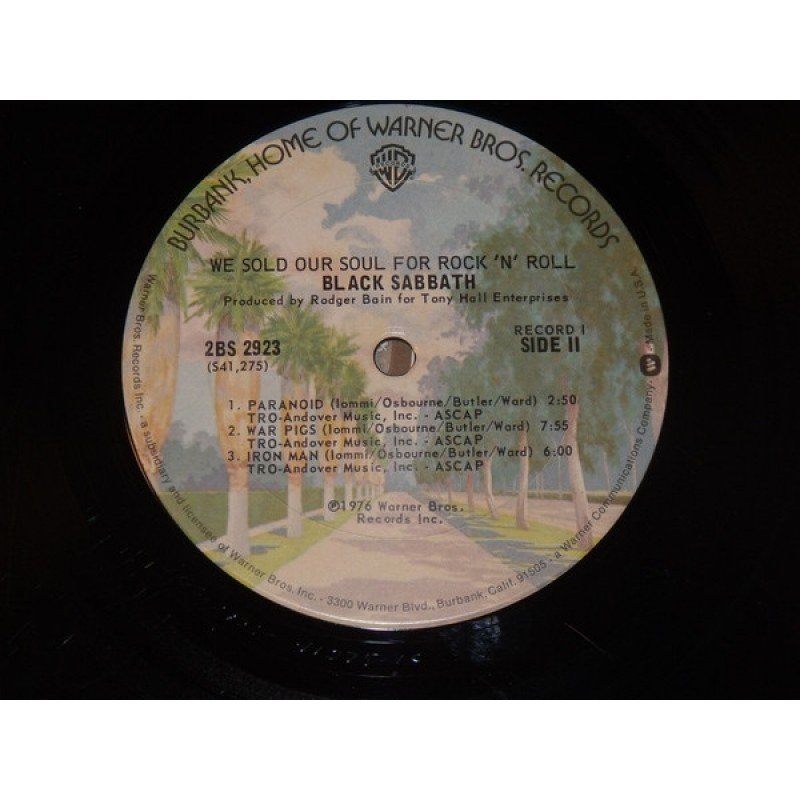 BURBANK, HOME OF WARNER BROS. RECORDS
WE SOLD OUR SOUL FOR ROCK 'N' ROLL
BLACK SABBATH
Produced by Rodger Bain for Tony Hall Enterprises
2BS 2923
(S41,275)
RECORD I
SIDE II
1. PARANOID (Iommi/Osbourne/Butler/Ward) 2:50
TRO-Andover Music, Inc. - ASCAP
2. WAR PIGS (Iommi/Osbourne/Butler/Ward) 7:55
TRO-Andover Music, Inc. - ASCAP
3. IRON MAN (Iommi/Osbourne/Butler/Ward) 6:00
TRO-Andover Music, Inc. - ASCAP
℗1976 Warner Bros.
Records Inc.
Warner Bros. Records Inc. - a subsidiary and licensee of Warner Bros. Inc. - 3300 Warner Blvd., Burbank, Calif. 91505 - a Warner Communications Company. - Made in U.S.A.